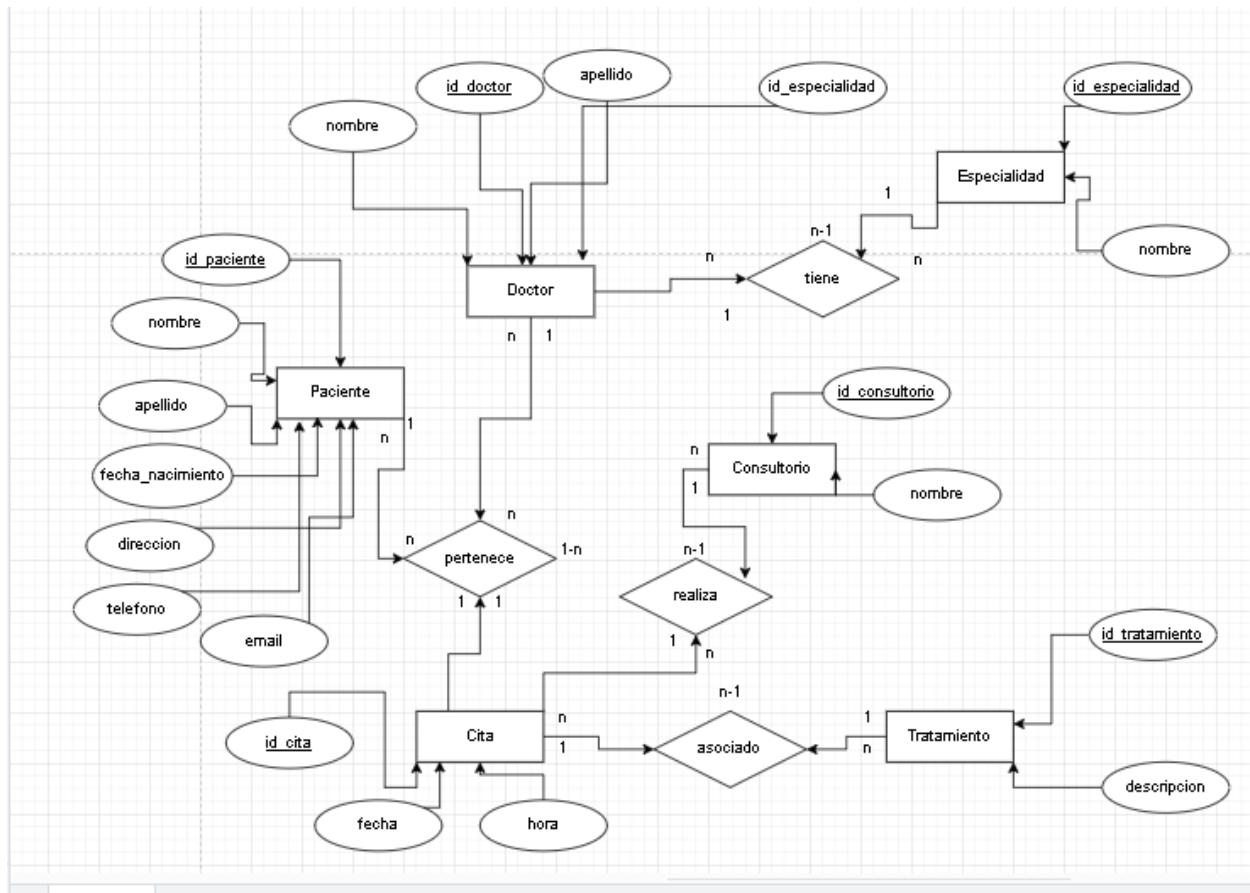 id_doctor
apellido
id_especialidad
id_especialidad
nombre
Especialidad
1
n-1
nombre
id_paciente
n
n
tiene
Doctor
1
nombre
n
1
Paciente
id_consultorio
apellido
1
n
n
Consultorio
fecha_nacimiento
1
nombre
n
direccion
n
pertenece
1-n
n-1
realiza
telefono
1
1
email
1
n
id_tratamiento
n-1
n
1
id_cita
Cita
1
asociado
n
Tratamiento
descripcion
fecha
hora